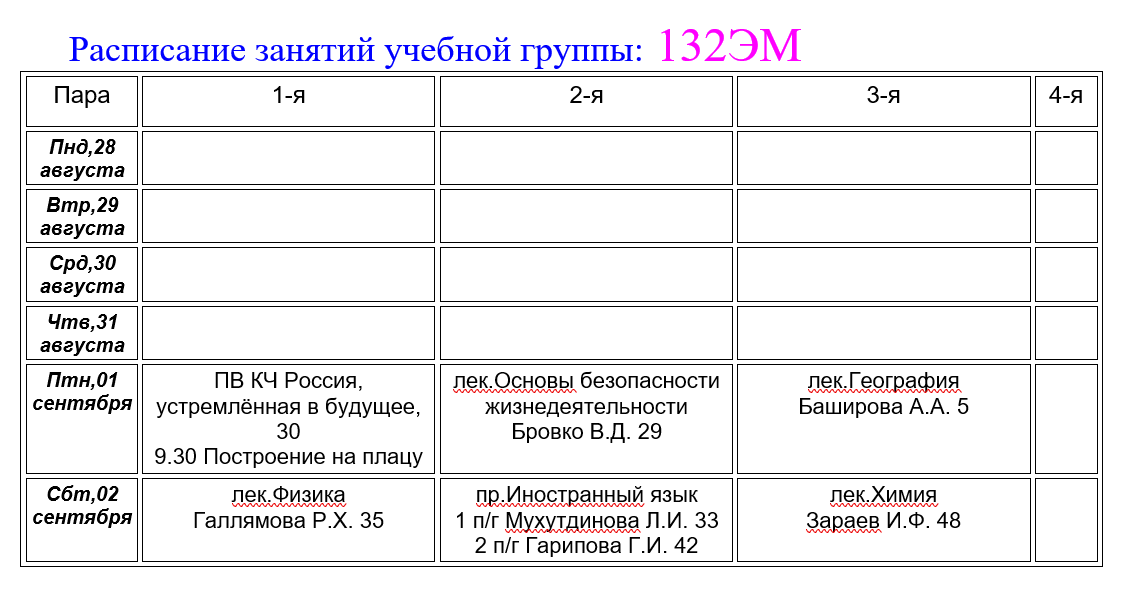 Расписание занятий учебной группы: 132ЭМ
Пара 1-я 2-я 3-я 4-я
Пнд,28
августа
Втр,29
августа
Срд,30
августа
Чтв,31
августа
Птн,01
сентября
ПВ КЧ Россия,
устремлённая в будущее,
30
9.30 Построение на плацу
лек.Основы безопасности
жизнедеятельности
Бровко В.Д. 29
лек.География
Баширова А.А. 5
Сбт,02
сентября
лек.Физика
Галлямова Р.Х. 35
пр.Иностранный язык
1 п/г Мухутдинова Л.И. 33
2 п/г Гарипова Г.И. 42
лек.Химия
Зараев И.Ф. 48